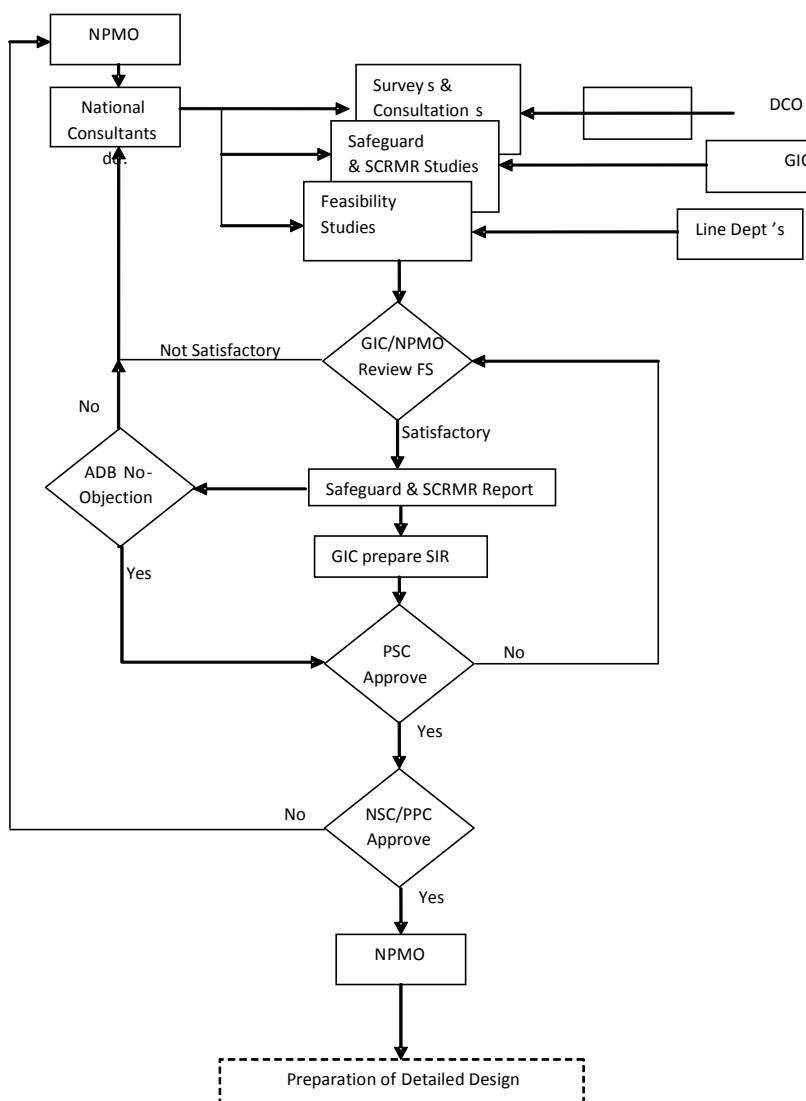 NPMO
National
Consultants
do.
Survey s &
Consultation s
Safeguard
& SCRMR Studies
Feasibility
Studies
DCO
GIC
Line Dept 's
GIC/NPMO
Review FS
Not Satisfactory
Satisfactory
No
ADB No-
Objection
Yes
Safeguard & SCRMR Report
GIC prepare SIR
PSC
Approve
No
Yes
No
NSC/PPC
Approve
Yes
NPMO
Preparation of Detailed Design